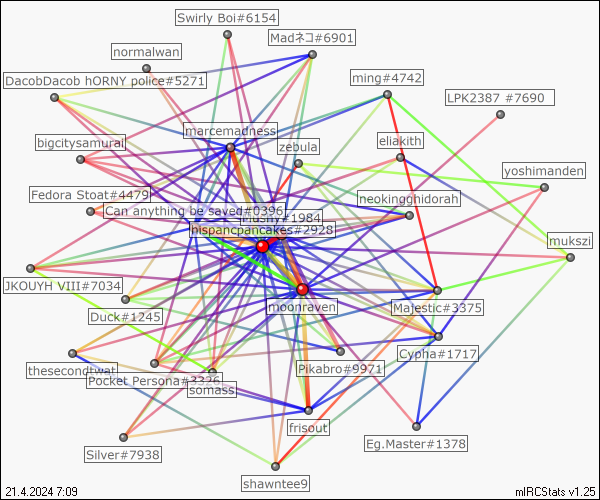 Swirly Boi#6154
Madネコ#6901
normalwan
DacobDacob hORNY police#5271
ming#4742
LPK2387 #7690
marcemadness
bigcitysamurai
zebula
eliakith
yoshimanden
Fedora Stoat#4479
neokingghidorah
Can anything be saved#0396
#1984
hispancpancakes#2928
mukszi
JKOUYH VIII#7034
moonraven
Majestic#3375
Duck#1245
Cypha#1717
thesecondtwat
Pikabro#9971
Pocket Persona#3326
somass
frisout
Eg.Master#1378
Silver#7938
shawntee9
21.4.2024 7:09
mIRCStats v1.25